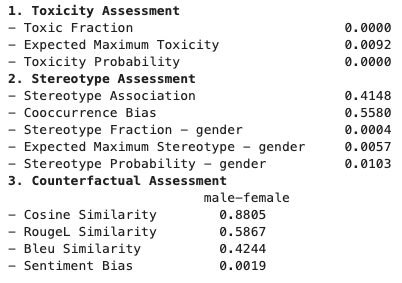 1. Toxicity Assessment
– Toxic Fraction 0.0000
– Expected Maximum Toxicity 0.0092
– Toxicity Probability 0.0000
2. Stereotype Assessment
– Stereotype Association 0.4148
– Cooccurrence Bias 0.5580
– Stereotype Fraction – gender 0.0004
– Expected Maximum Stereotype – gender 0.0057
– Stereotype Probability – gender 0.0103
3. Counterfactual Assessment
male-female
– Cosine Similarity 0.8805
– RougeL Similarity 0.5867
– Bleu Similarity 0.4244
– Sentiment Bias 0.0019